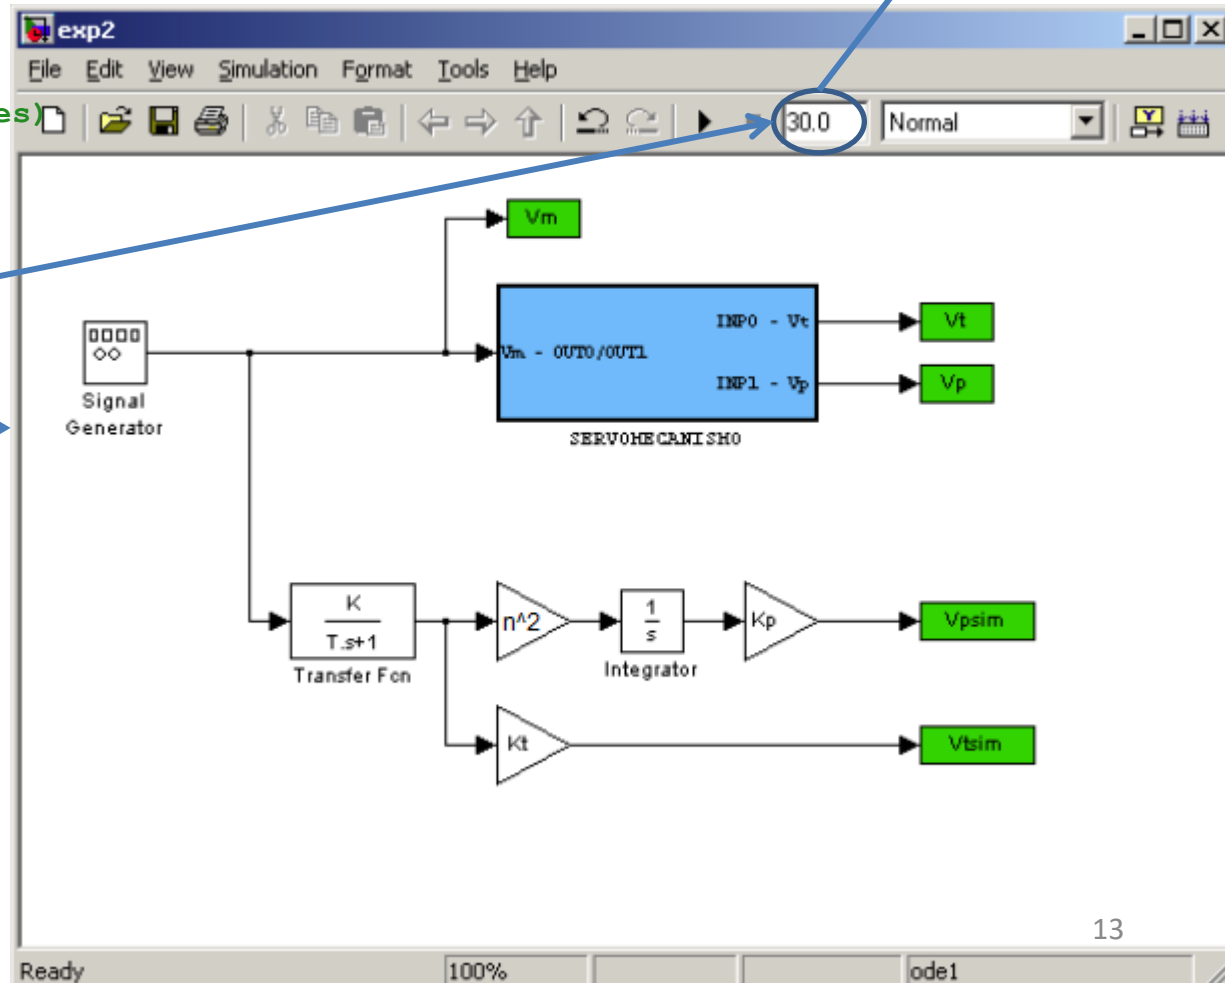 exp2
File Edit View Simulation Format Tools Help
es)
30.0 Normal
Vm
INP0 - Vt
Vt
Vm - OUT0/OUT1
INP1 - Vp
Vp
Signal
Generator
SERVOMECANISMO
K
T.s+1
Transfer Fcn
n^2
1
s
Integrator
Kp
Vpsim
Kt
Vtsim
13
Ready 100% ode1